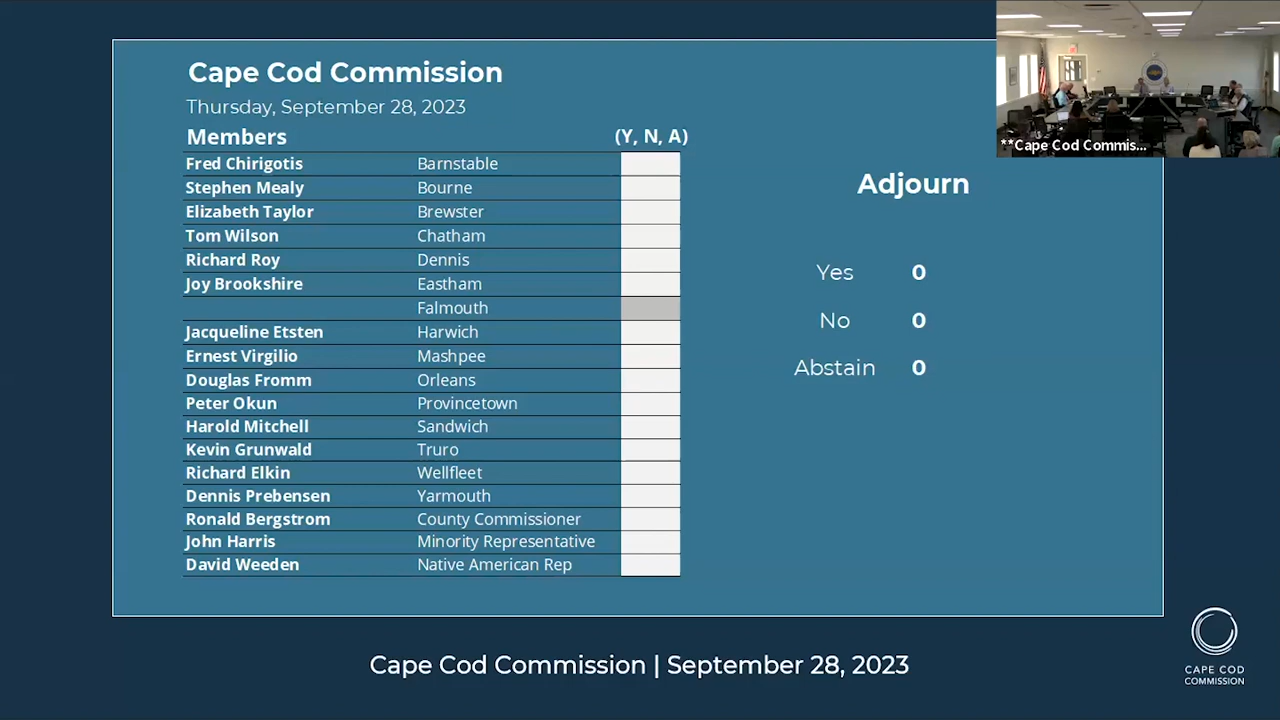 Cape Cod Commission
Thursday, September 28, 2023
Members (Y, N, A)
Fred Chirigotis Barnstable
Stephen Mealy Bourne
Elizabeth Taylor Brewster
Tom Wilson Chatham
Richard Roy Dennis
Joy Brookshire Eastham
Falmouth
Jacqueline Etsten Harwich
Ernest Virgilio Mashpee
Douglas Fromm Orleans
Peter Okun Provincetown
Harold Mitchell Sandwich
Kevin Grunwald Truro
Richard Elkin Wellfleet
Dennis Prebensen Yarmouth
Ronald Bergstrom County Commissioner
John Harris Minority Representative
David Weeden Native American Rep
**Cape Cod Commis...
Adjourn
Yes 0
No 0
Abstain 0
Cape Cod Commission | September 28, 2023
CAPE COD
COMMISSION